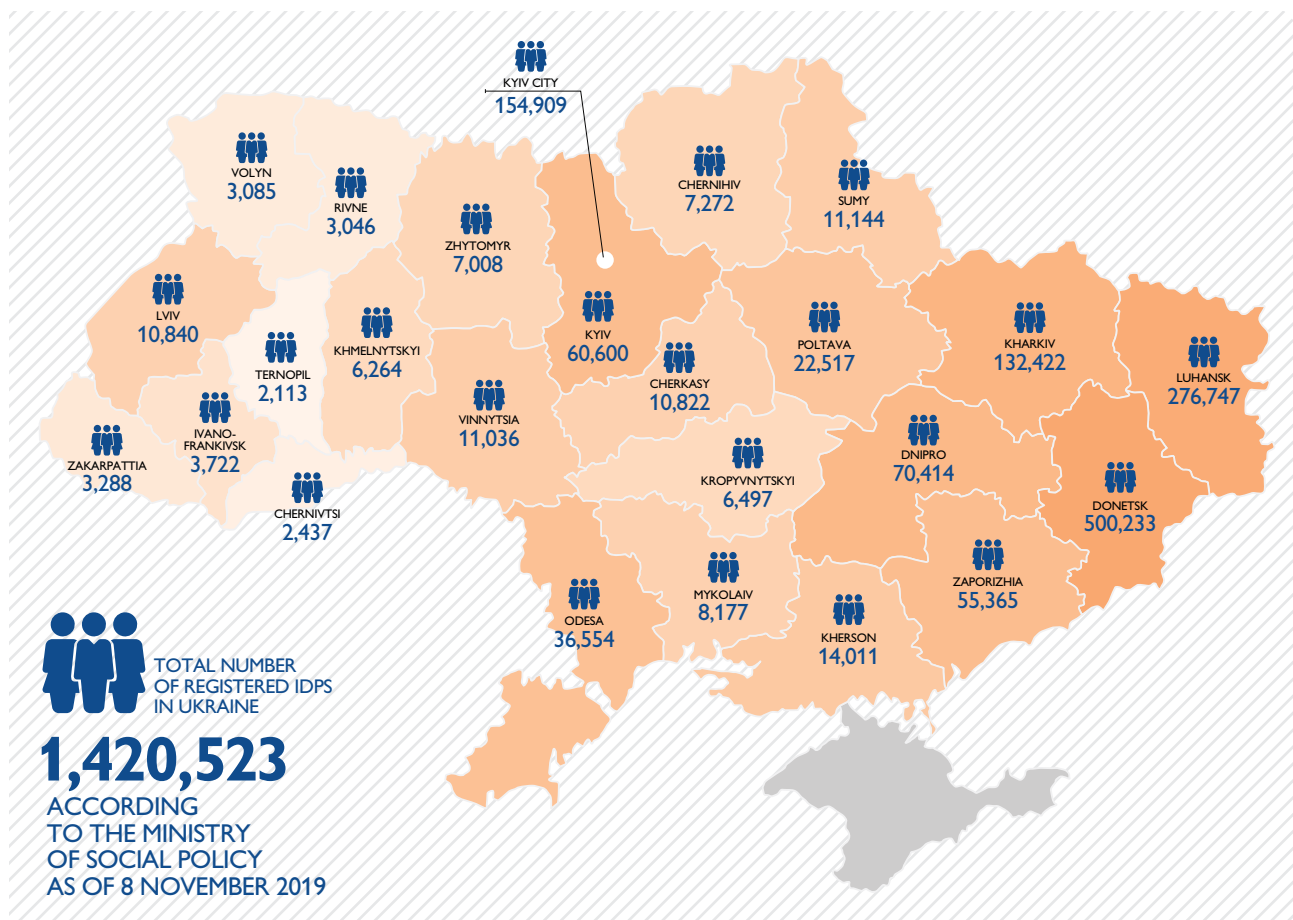 KYIV CITY
154,909
VOLYN
3,085
RIVNE
3,046
CHERNIHIV
7,272
SUMY
11,144
ZHYTOMYR
7,008
LVIV
10,840
KHMELNYTSKYI
6,264
TERNOPIL
2,113
KYIV
60,600
CHERKASY
10,822
POLTAVA
22,517
KHARKIV
132,422
LUHANSK
276,747
VINNYTSIA
11,036
IVANO-
FRANKIVSK
3,722
ZAKARPATTIA
3,288
CHERNIVTSI
2,437
KROPYVNYTSKYI
6,497
DNIPRO
70,414
DONETSK
500,233
ZAPORIZHIA
55,365
MYKOLAIV
8,177
ODESA
36,554
KHERSON
14,011
TOTAL NUMBER
OF REGISTERED IDPS
IN UKRAINE
1,420,523
ACCORDING
TO THE MINISTRY
OF SOCIAL POLICY
AS OF 8 NOVEMBER 2019